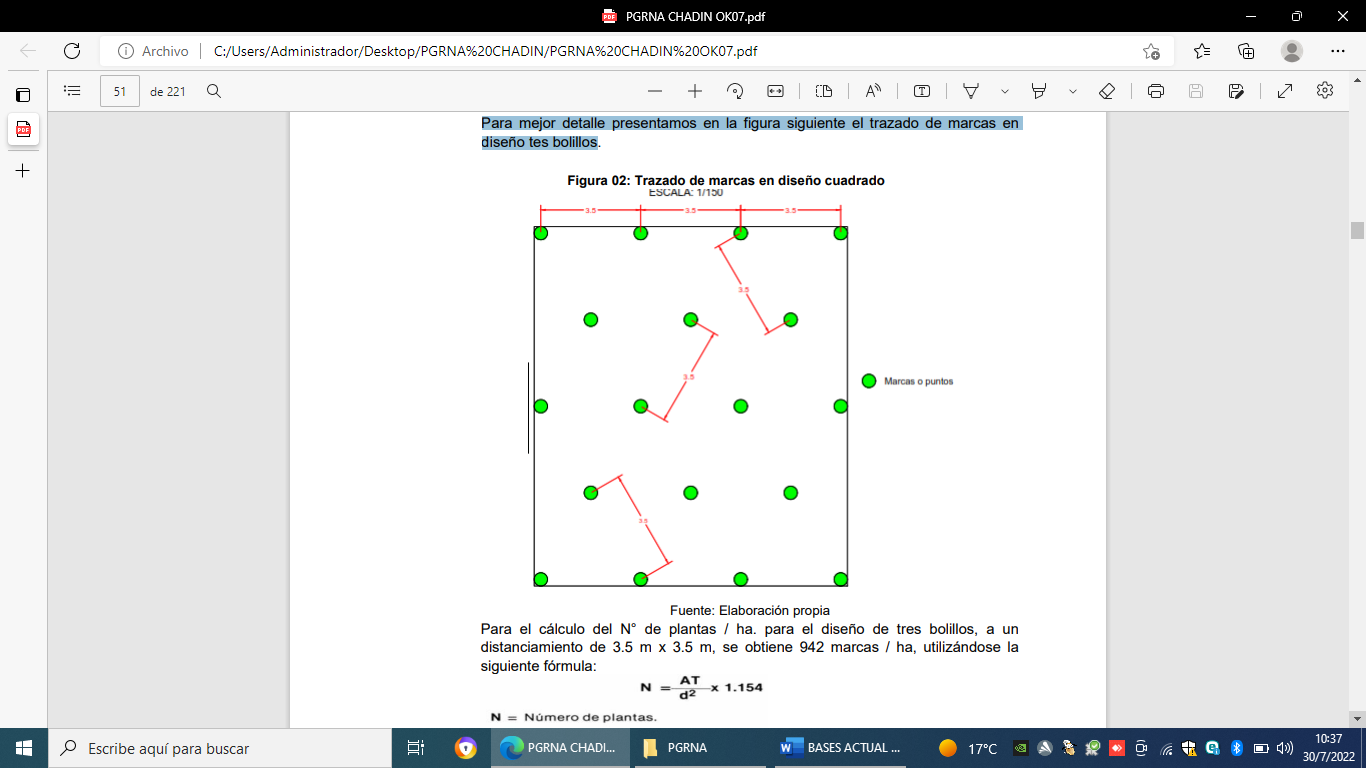 PGRNA CHADIN OK07.pdf
Archivo
C:/Users/Administrador/Desktop/PGRNA%20CHADIN/PGRNA%20CHADIN%20OK07.pdf
51 de 221
Para mejor detalle presentamos en la figura siguiente el trazado de marcas en
diseño tes bolillos.
Figura 02: Trazado de marcas en diseño cuadrado
ESCALA: 1/150
3.5 3.5 3.5
3.5
3.5
Marcas o puntos
3.5
Fuente: Elaboración propia
Para el cálculo del N° de plantas / ha. para el diseño de tres bolillos, a un
distanciamiento de 3.5 m x 3.5 m, se obtiene 942 marcas / ha, utilizándose la
siguiente fórmula:
N = AT/d² x 1.154
N = Número de plantas.
Escribe aquí para buscar
PGRNA CHADI...
PGRNA
BASES ACTUAL ...
17°C
10:37
30/7/2022